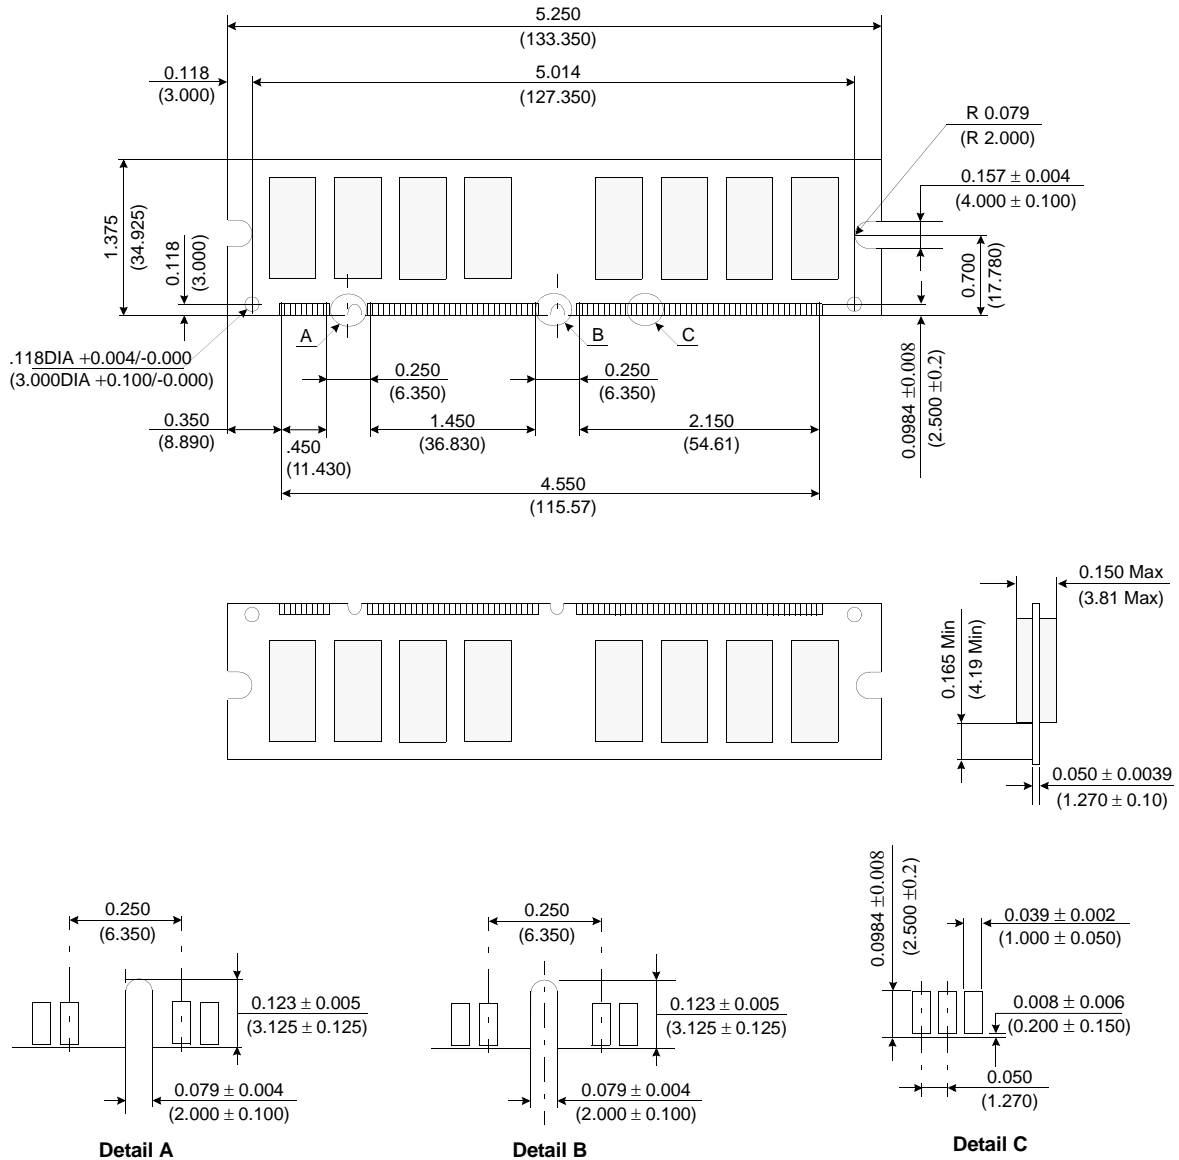 5.250
(133.350)
0.118
(3.000)
5.014
(127.350)
R 0.079
(R 2.000)
0.157 ± 0.004
(4.000 ± 0.100)
1.375
(34.925)
0.118
(3.000)
0.700
(17.780)
A
B
C
.118DIA +0.004/-0.000
(3.000DIA +0.100/-0.000)
0.250
(6.350)
0.250
(6.350)
0.0984 ±0.008
(2.500 ±0.2)
0.350
(8.890)
.450
(11.430)
1.450
(36.830)
2.150
(54.61)
4.550
(115.57)
0.150 Max
(3.81 Max)
0.165 Min
(4.19 Min)
0.050 ± 0.0039
(1.270 ± 0.10)
0.250
(6.350)
0.123 ± 0.005
(3.125 ± 0.125)
0.079 ± 0.004
(2.000 ± 0.100)
Detail A
0.250
(6.350)
0.123 ± 0.005
(3.125 ± 0.125)
0.079 ± 0.004
(2.000 ± 0.100)
Detail B
0.0984 ±0.008
(2.500 ±0.2)
0.039 ± 0.002
(1.000 ± 0.050)
0.008 ± 0.006
(0.200 ± 0.150)
0.050
(1.270)
Detail C